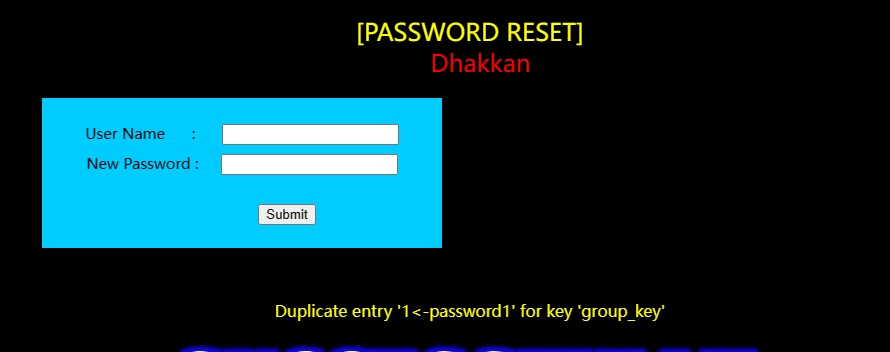 [PASSWORD RESET]
Dhakkan
User Name :
New Password :
Submit
Duplicate entry '1<-password1' for key 'group_key'